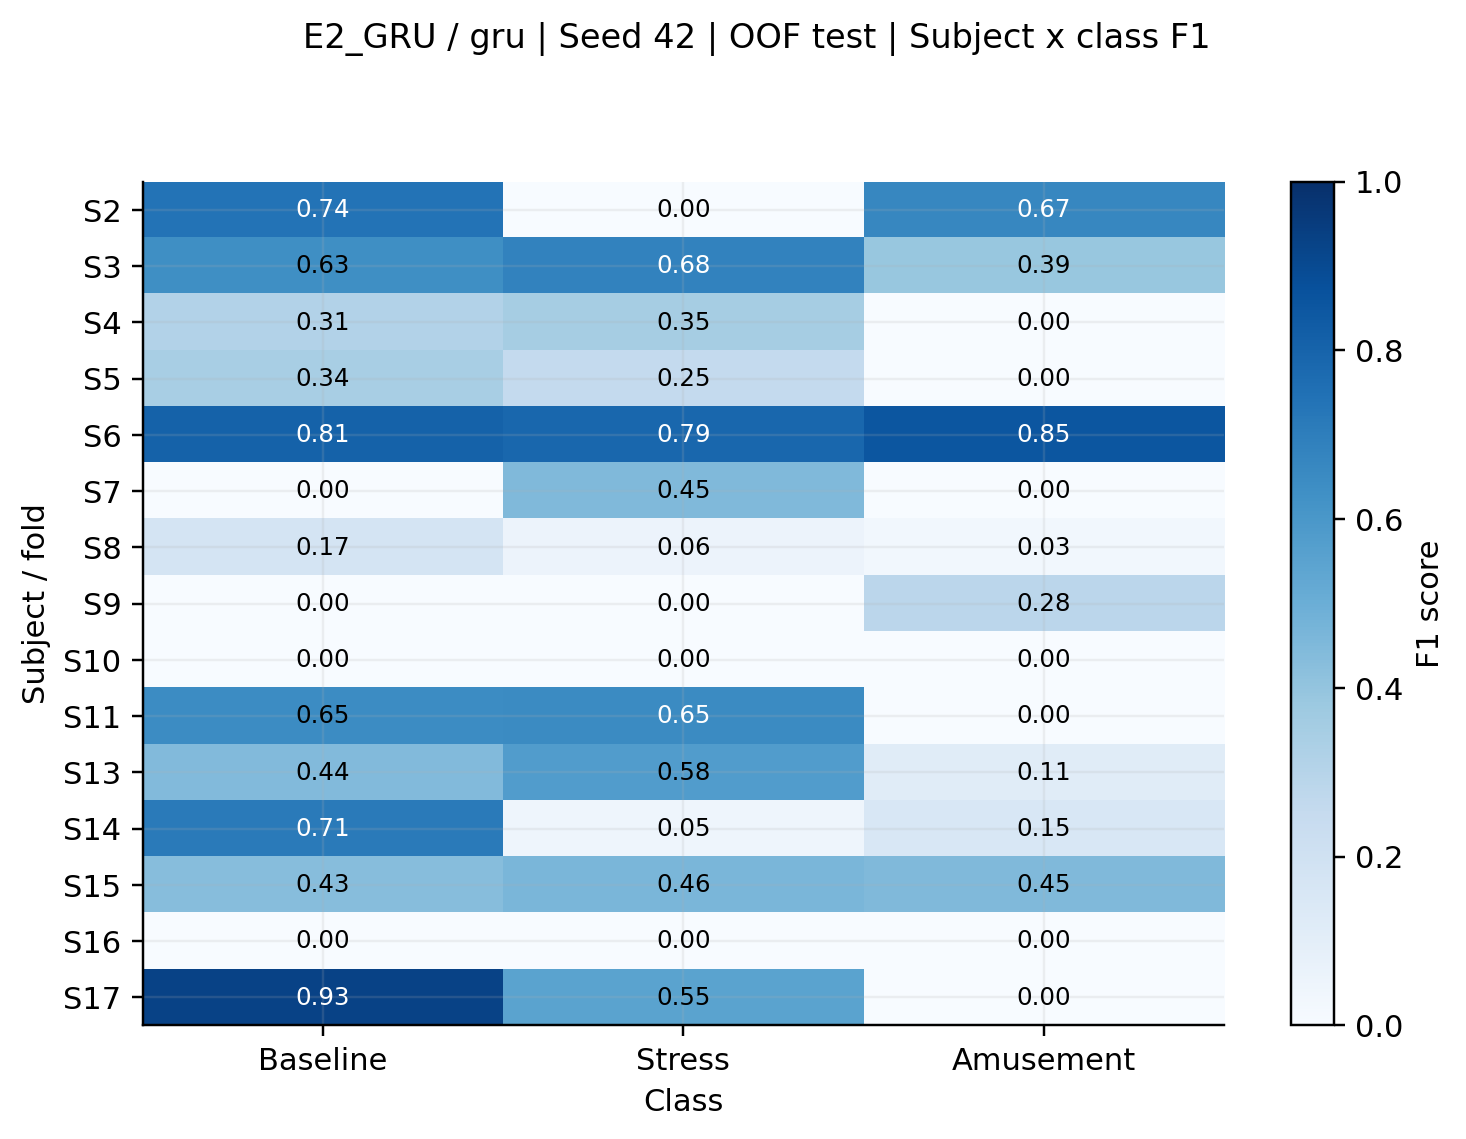 E2_GRU / gru | Seed 42 | OOF test | Subject x class F1
S2 0.74 0.00 0.67
S3 0.63 0.68 0.39
S4 0.31 0.35 0.00
S5 0.34 0.25 0.00
S6 0.81 0.79 0.85
S7 0.00 0.45 0.00
S8 0.17 0.06 0.03
S9 0.00 0.00 0.28
S10 0.00 0.00 0.00
S11 0.65 0.65 0.00
S13 0.44 0.58 0.11
S14 0.71 0.05 0.15
S15 0.43 0.46 0.45
S16 0.00 0.00 0.00
S17 0.93 0.55 0.00
Baseline Stress Amusement
Class
Subject / fold
1.0
0.8
0.6
0.4
0.2
0.0
F1 score